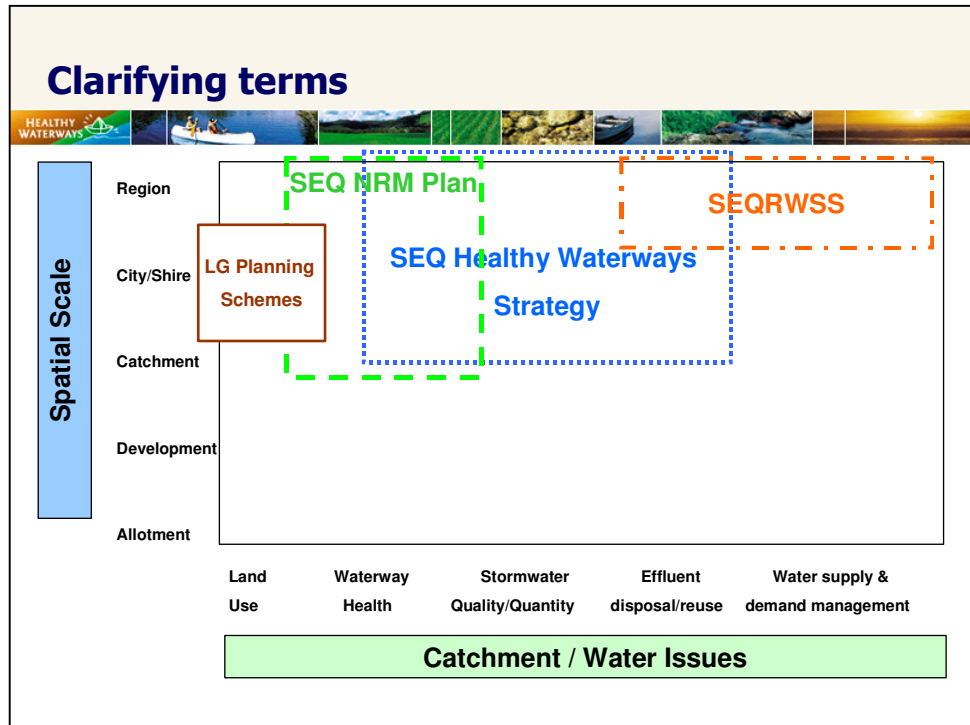 Clarifying terms
HEALTHY
WATERWAYS
Spatial Scale
Region
City/Shire
Catchment
Development
Allotment
SEQ NRM Plan
SEQRWSS
LG Planning
Schemes
SEQ Healthy Waterways
Strategy
Land
Use
Waterway
Health
Stormwater
Quality/Quantity
Effluent
disposal/reuse
Water supply &
demand management
Catchment / Water Issues